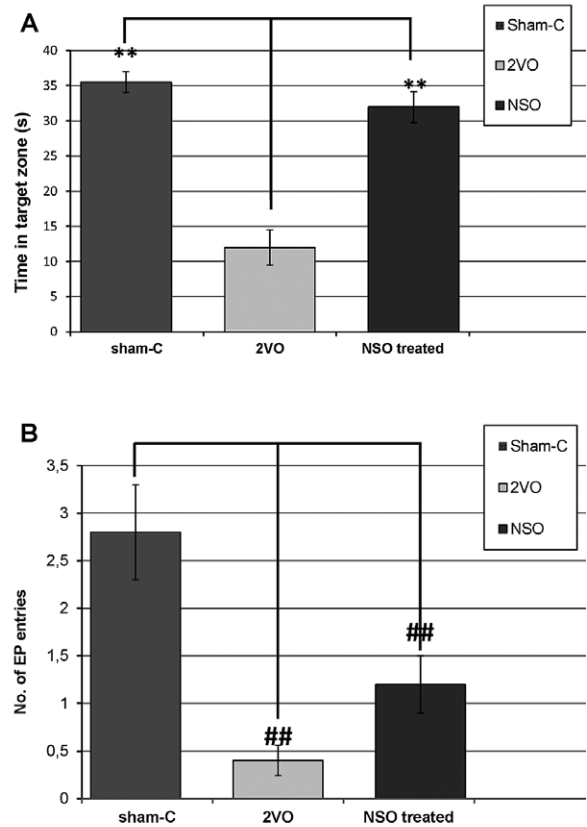 A
Time in target zone (s)
40
35
30
25
20
15
10
5
0
**
**
sham-C
2VO
NSO treated
Sham-C
2VO
NSO
B
No. of EP entries
3,5
3
2,5
2
1,5
1
0,5
0
##
##
sham-C
2VO
NSO treated
Sham-C
2VO
NSO